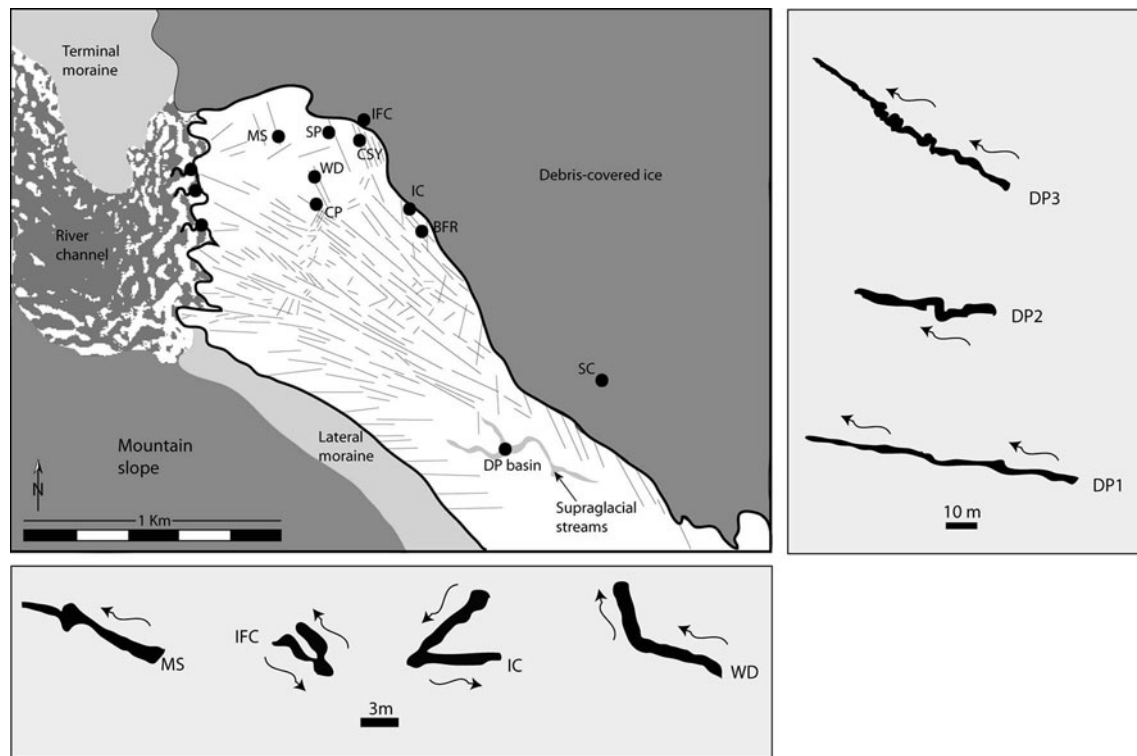 Terminal
moraine
IFC
MS
SP
CSY
WD
Debris-covered ice
IC
CP
River
channel
BFR
SC
Mountain
slope
Lateral
moraine
DP basin
N
Supraglacial
streams
1 Km
DP3
DP2
DP1
10 m
MS
IFC
IC
WD
3m